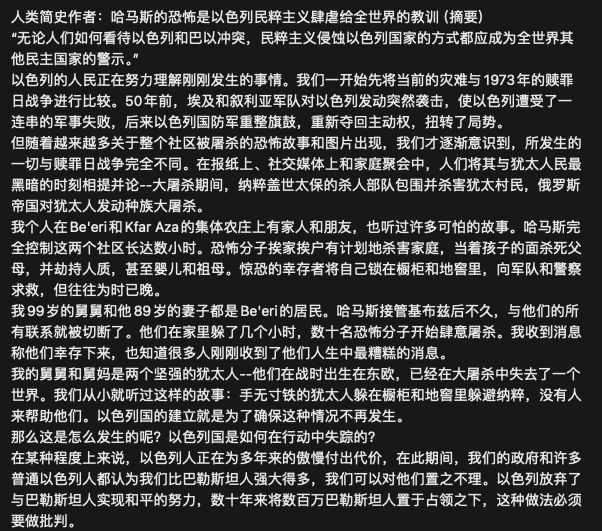 人类简史作者：哈马斯的恐怖是以色列民粹主义肆虐给全世界的教训 (摘要)
“无论人们如何看待以色列和巴以冲突，民粹主义侵蚀以色列国家的方式都应成为全世界其
他民主国家的警示。”
以色列的人民正在努力理解刚刚发生的事情。我们一开始先将当前的灾难与1973年的赎罪
日战争进行比较。50年前，埃及和叙利亚军队对以色列发动突然袭击，使以色列遭受了一
连串的军事失败，后来以色列国防军重整旗鼓，重新夺回主动权，扭转了局势。
但随着越来越多关于整个社区被屠杀的恐怖故事和图片出现，我们才逐渐意识到，所发生的
一切与赎罪日战争完全不同。在报纸上、社交媒体上和家庭聚会中，人们将其与犹太人民最
黑暗的时刻相提并论--大屠杀期间，纳粹盖世太保的杀人部队包围并杀害犹太村民，俄罗斯
帝国对犹太人发动种族大屠杀。
我个人在Be'eri和Kfar Aza的集体农庄上有家人和朋友，也听过许多可怕的故事。哈马斯完
全控制这两个社区长达数小时。恐怖分子挨家挨户有计划地杀害家庭，当着孩子的面杀死父
母，并劫持人质，甚至婴儿和祖母。惊恐的幸存者将自己锁在橱柜和地窖里，向军队和警察
求救，但往往为时已晚。
我99岁的舅舅和他89岁的妻子都是Be'eri的居民。哈马斯接管基布兹后不久，与他们的所
有联系就被切断了。他们在家里躲了几个小时，数十名恐怖分子开始肆意屠杀。我收到消息
称他们幸存下来，也知道很多人刚刚收到了他们人生中最糟糕的消息。
我的舅舅和舅妈是两个坚强的犹太人--他们在战时出生在东欧，已经在大屠杀中失去了一个
世界。我们从小就听过这样的故事：手无寸铁的犹太人躲在橱柜和地窖里躲避纳粹，没有人
来帮助他们。以色列国的建立就是为了确保这种情况不再发生。
那么这是怎么发生的呢？以色列国是如何在行动中失踪的？
在某种程度上来说，以色列人正在为多年来的傲慢付出代价，在此期间，我们的政府和许多
普通以色列人都认为我们比巴勒斯坦人强大得多，我们可以对他们置之不理。以色列放弃了
与巴勒斯坦人实现和平的努力，数十年来将数百万巴勒斯坦人置于占领之下，这种做法必须
要做批判。